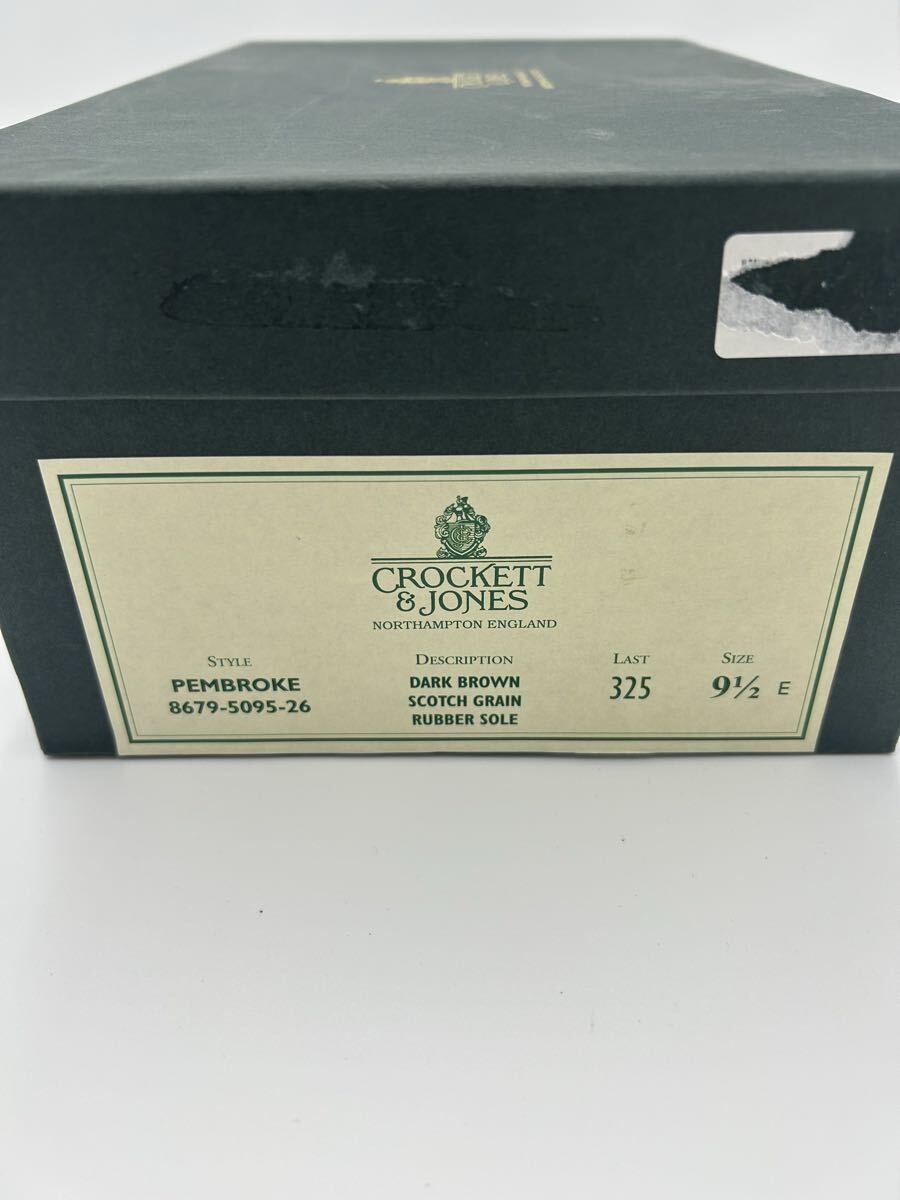 CROCKETT
& JONES
NORTHAMPTON ENGLAND
STYLE
PEMBROKE
8679-5095-26
DESCRIPTION
DARK BROWN
SCOTCH GRAIN
RUBBER SOLE
LAST
325
SIZE
9½ E